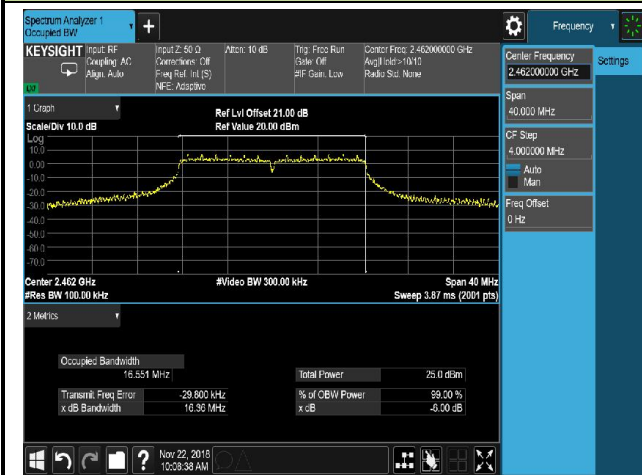 Spectrum Analyzer 1
Occupied BW
+
Frequency
KEYSIGHT
Input: RF
Coupling: AC
Align: Auto
Input Z: 50 Ω
Corrections: Off
Freq Ref: Int (S)
NFE: Adaptive
Atten: 10 dB
Trig: Free Run
Gate: Off
#IF Gain: Low
Center Freq: 2.462000000 GHz
Avg|Hold:>10/10
Radio Std: None
Center Frequency
2.462000000 GHz
Settings
Span
40.000 MHz
CF Step
4.000000 MHz
Auto
Man
Freq Offset
0 Hz
1 Graph
Scale/Div 10.0 dB
Ref Lvl Offset 21.00 dB
Ref Value 20.00 dBm
Log
10.0
0.00
-10.0
-20.0
-30.0
-40.0
-50.0
-60.0
-70.0
Center 2.462 GHz
#Video BW 300.00 kHz
Span 40 MHz
#Res BW 100.00 kHz
Sweep 3.87 ms (2001 pts)
2 Metrics
Occupied Bandwidth
16.551 MHz
Total Power 25.0 dBm
Transmit Freq Error -29.800 kHz
% of OBW Power 99.00 %
x dB Bandwidth 16.36 MHz
x dB -6.00 dB
?
Nov 22, 2018
10:08:38 AM